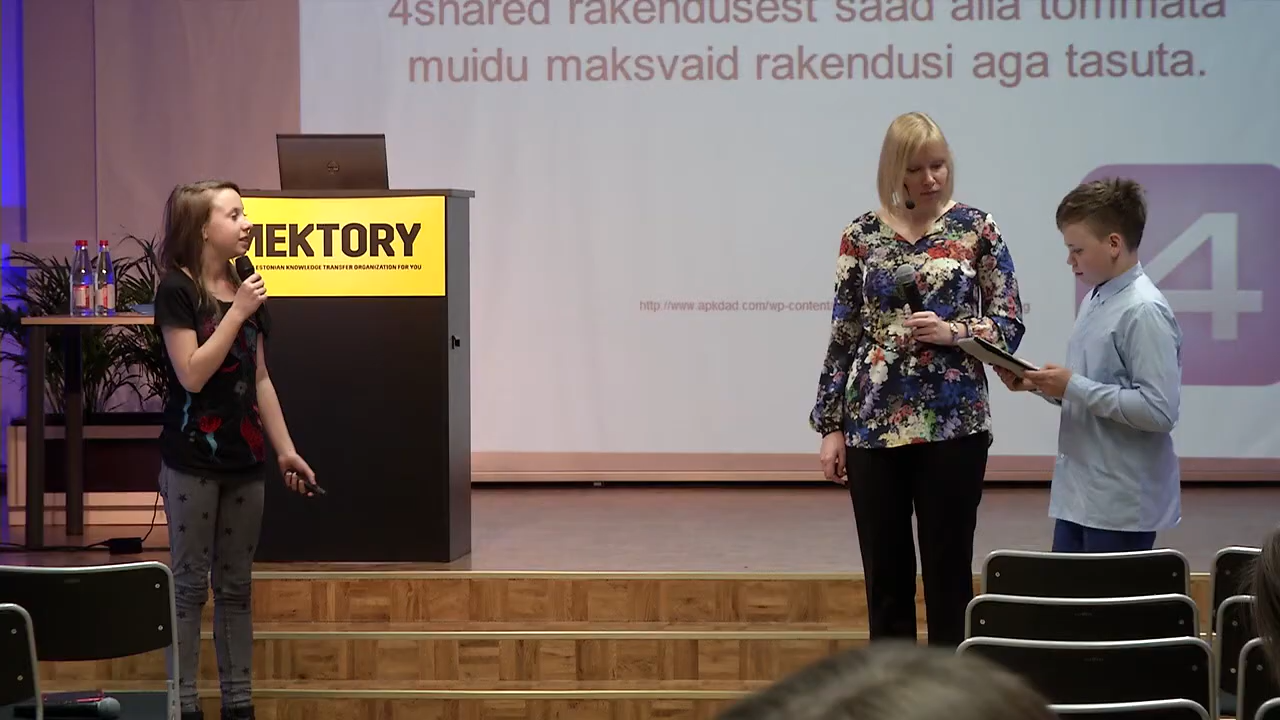 4shared rakendusest saad alla tõmmata
muidu maksvaid rakendusi aga tasuta.
MEKTORY
ESTONIAN KNOWLEDGE TRANSFER ORGANIZATION FOR YOU
http://www.apkdad.com/wp-content
4